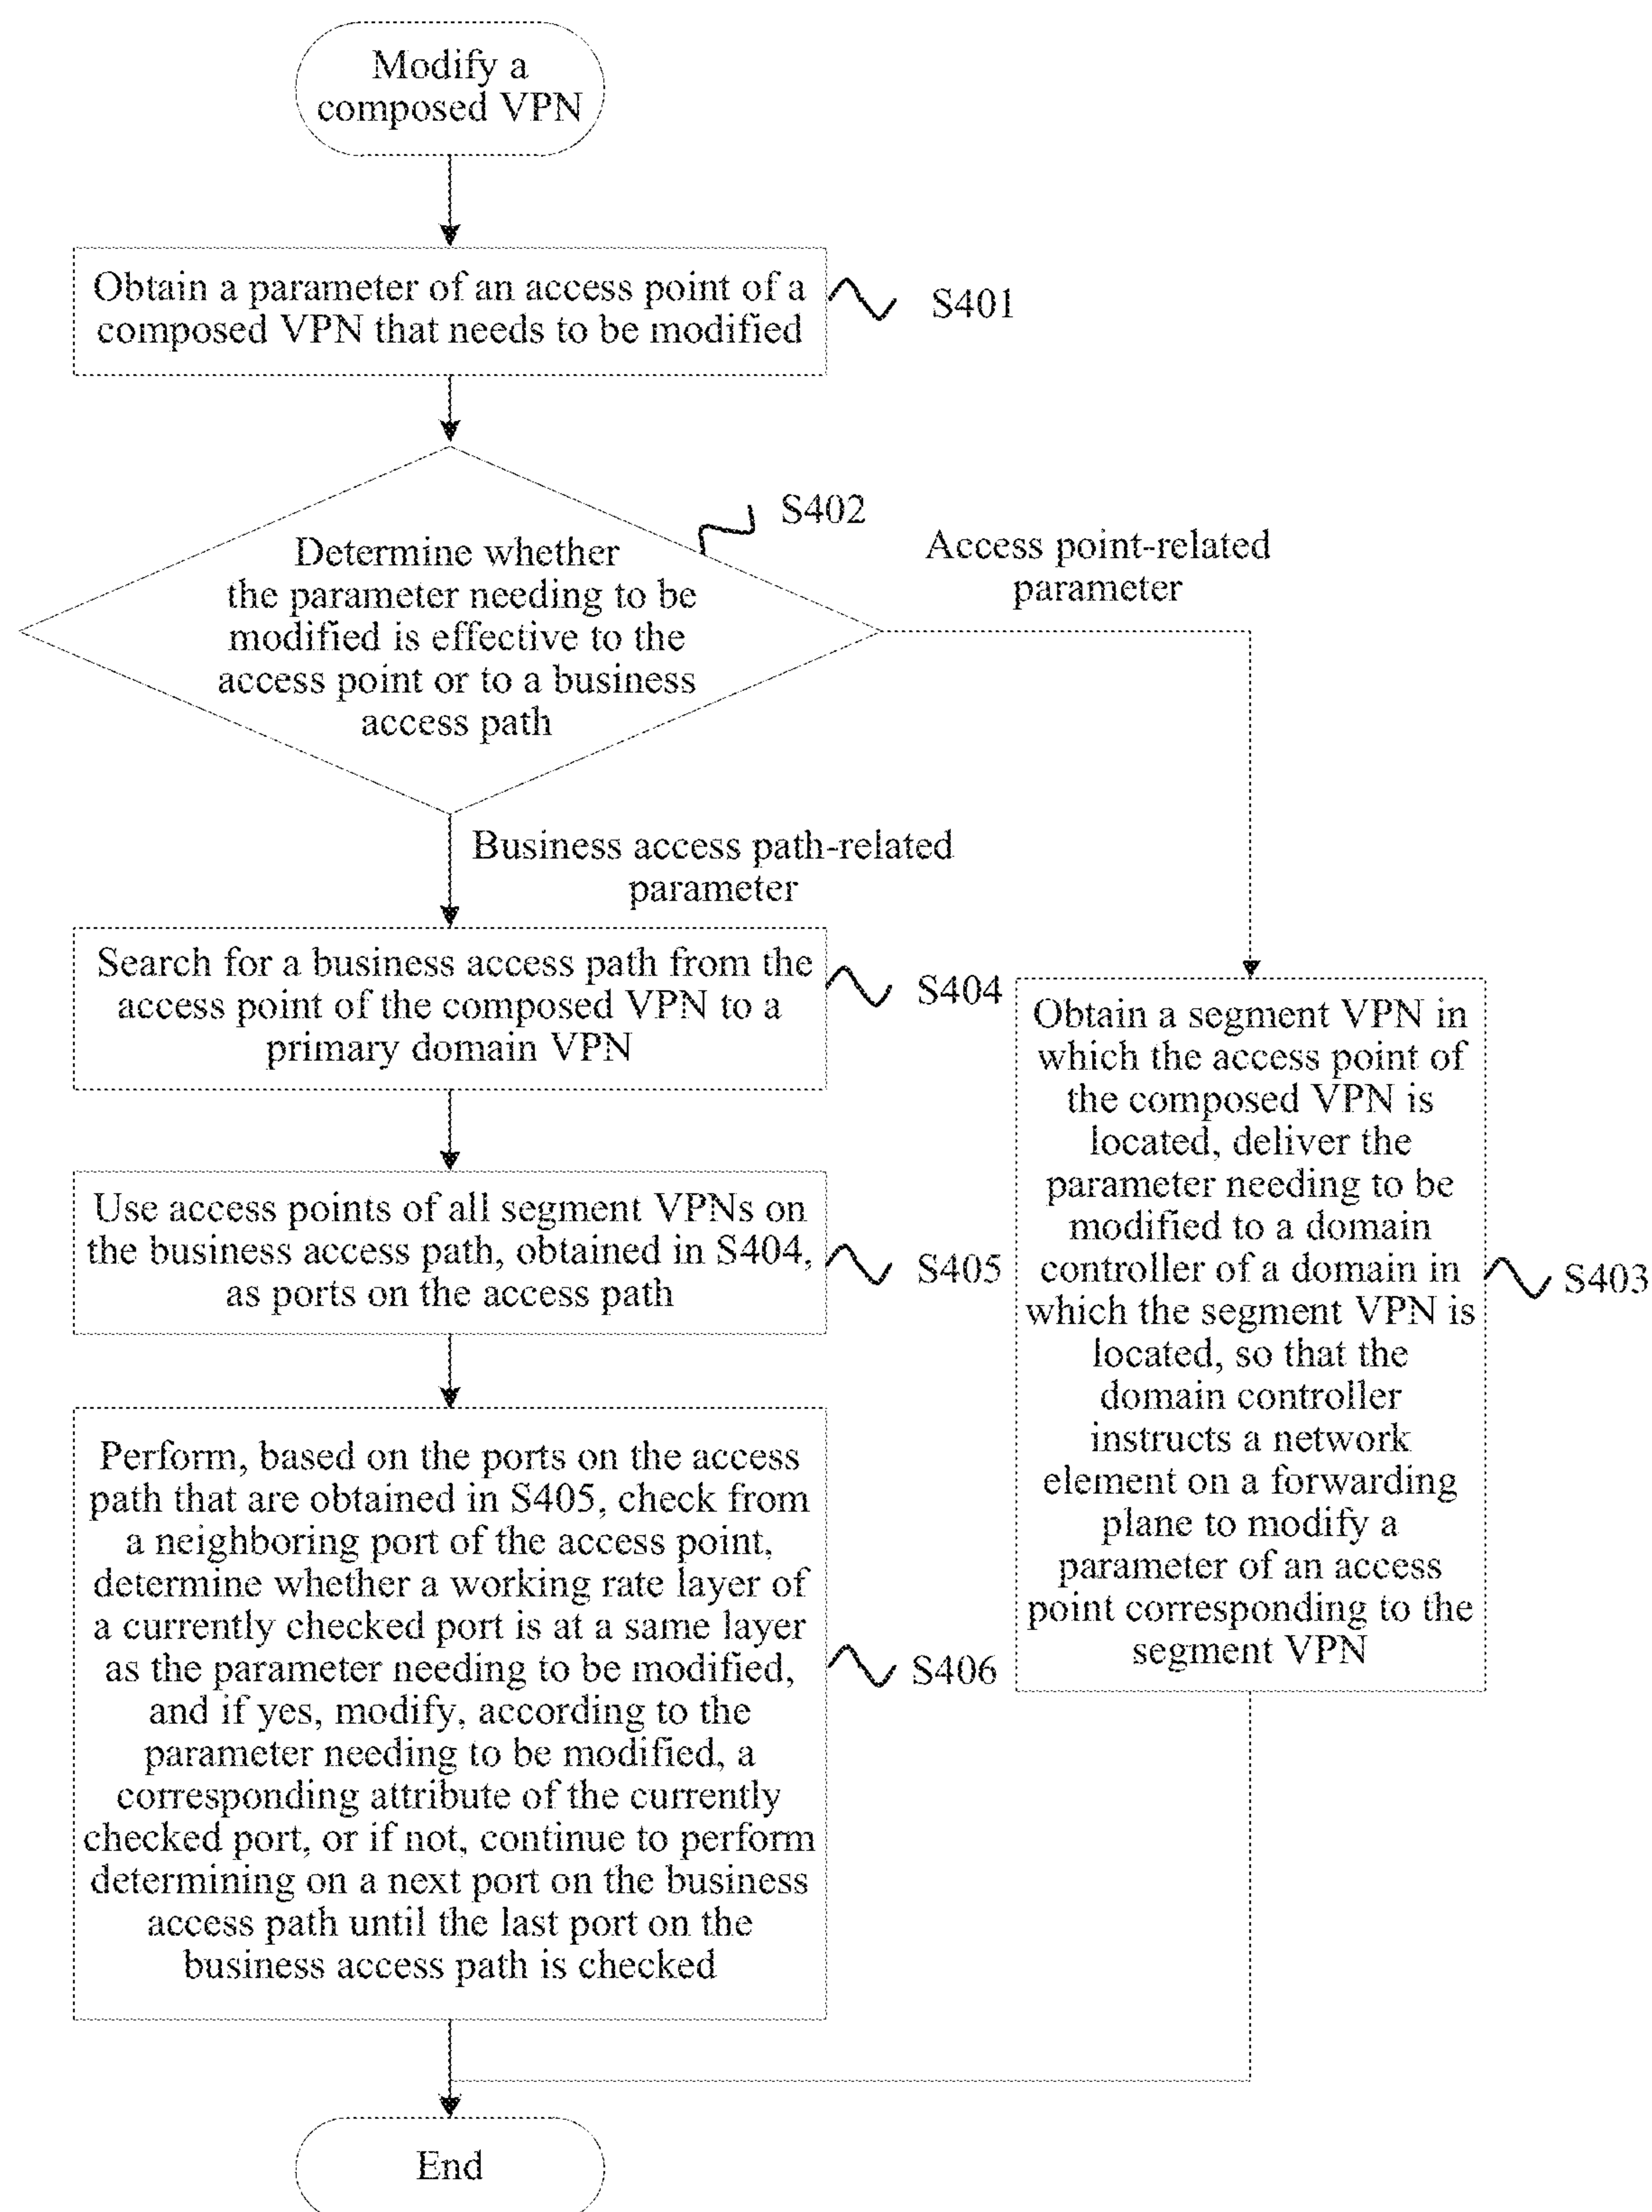 Modify a
composed VPN
Obtain a parameter of an access point of a
composed VPN that needs to be modified
S401
S402
Determine whether
the parameter needing to be
modified is effective to the
access point or to a business
access path
Access point-related
parameter
Business access path-related
parameter
Search for a business access path from the
access point of the composed VPN to a
primary domain VPN
S404
Use access points of all segment VPNs on
the business access path, obtained in S404,
as ports on the access path
S405
Perform, based on the ports on the access
path that are obtained in S405, check from
a neighboring port of the access point,
determine whether a working rate layer of
a currently checked port is at a same layer
as the parameter needing to be modified,
and if yes, modify, according to the
parameter needing to be modified, a
corresponding attribute of the currently
checked port, or if not, continue to perform
determining on a next port on the business
access path until the last port on the
business access path is checked
S406
Obtain a segment VPN in
which the access point of
the composed VPN is
located, deliver the
parameter needing to be
modified to a domain
controller of a domain in
which the segment VPN is
located, so that the
domain controller
instructs a network
element on a forwarding
plane to modify a
parameter of an access
point corresponding to the
segment VPN
S403
End